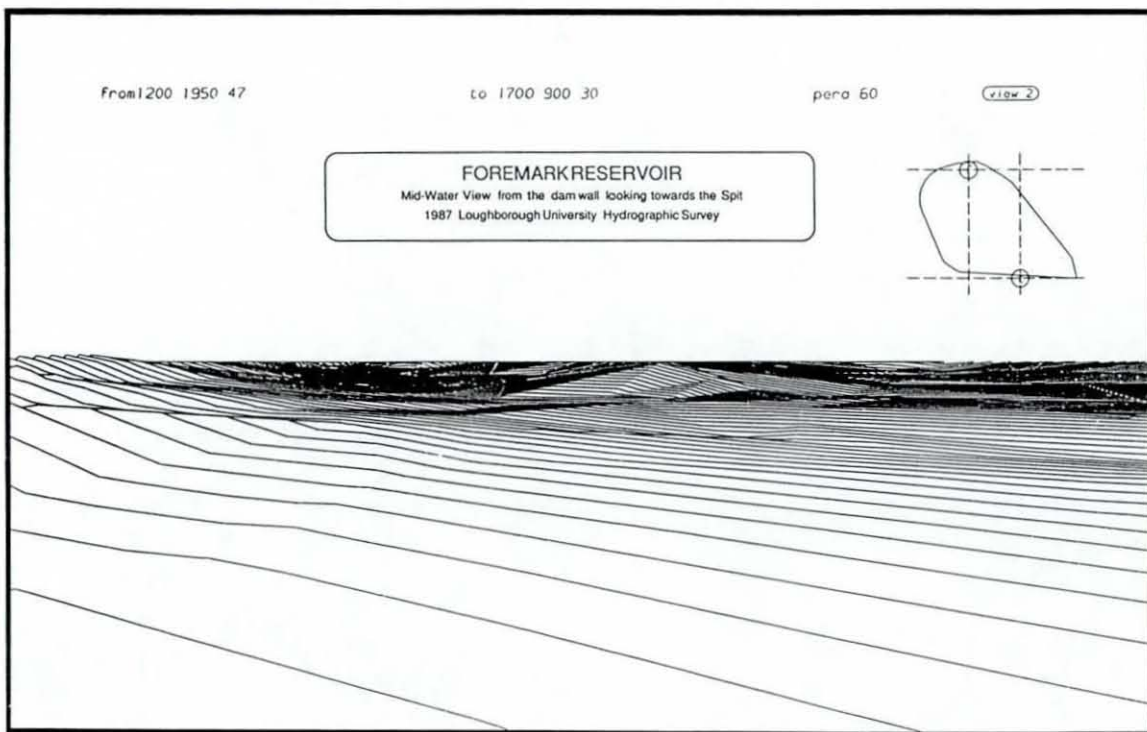 From1200 1950 47
to 1700 900 30
pera 60
view 2
FOREMARKRESERVOIR
Mid-Water View from the dam wall looking towards the Spit
1987 Loughborough University Hydrographic Survey